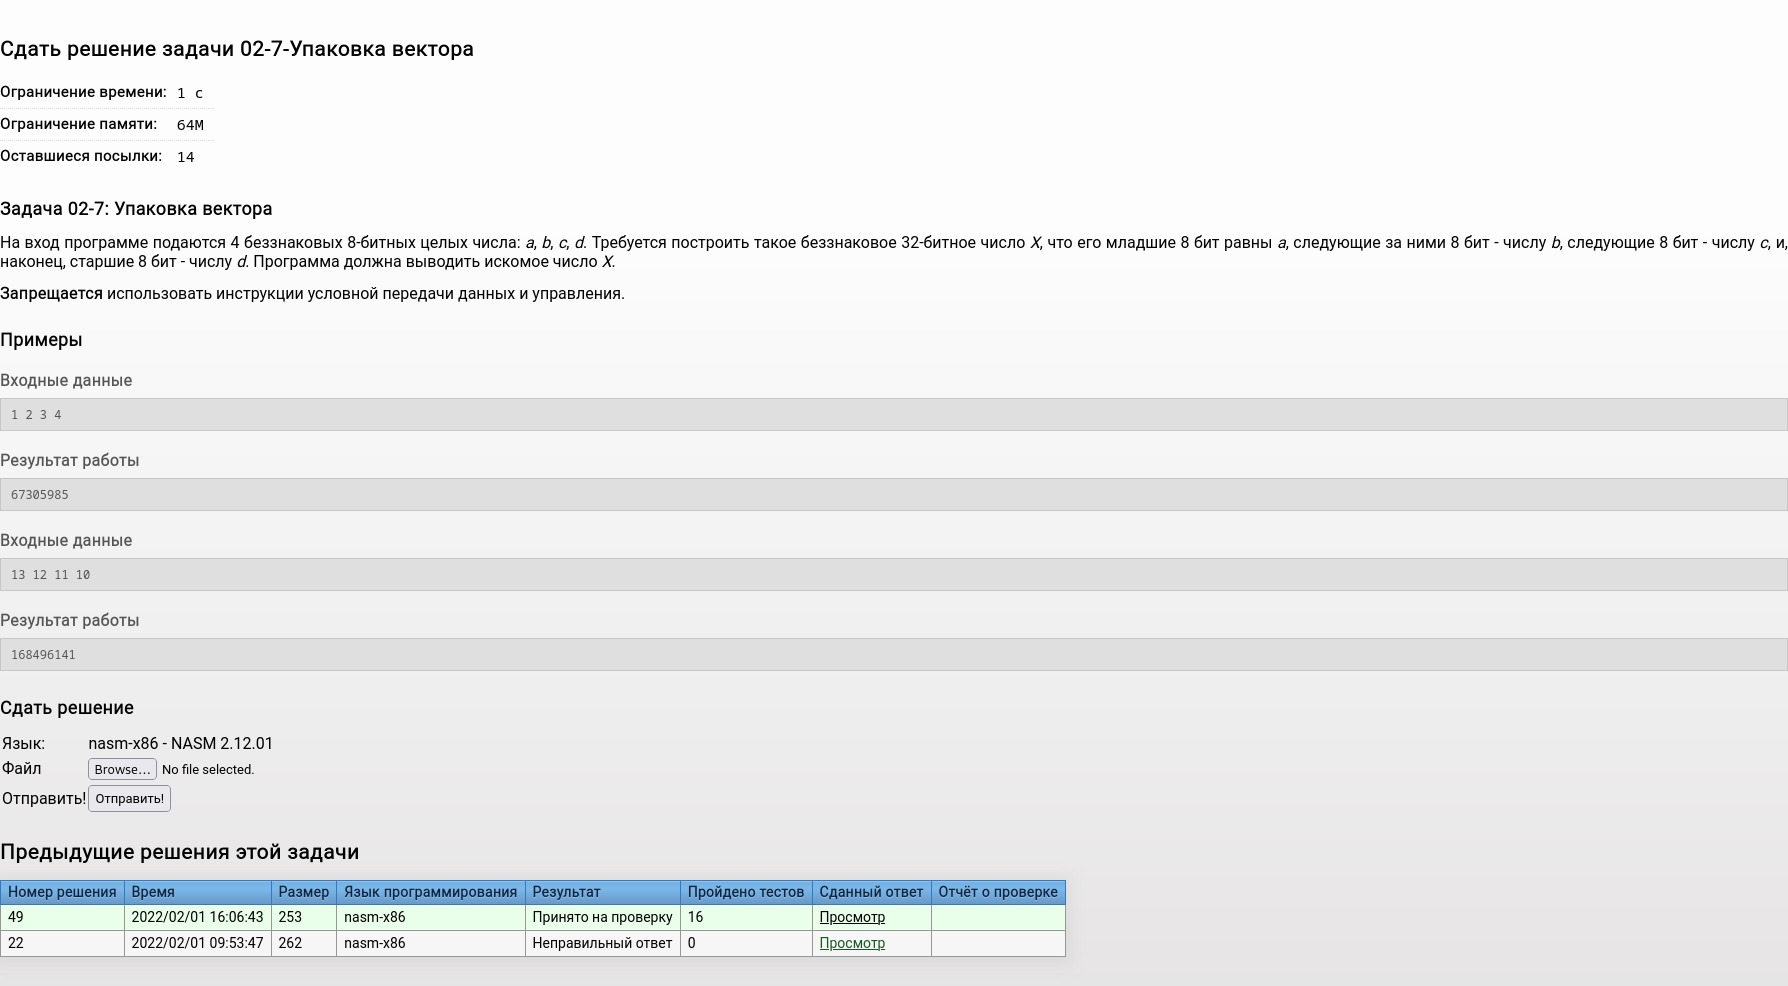 Сдать решение задачи 02-7-Упаковка вектора
Ограничение времени: 1 с
Ограничение памяти: 64M
Оставшиеся посылки: 14
Задача 02-7: Упаковка вектора
На вход программе подаются 4 беззнаковых 8-битных целых числа: a, b, c, d. Требуется построить такое беззнаковое 32-битное число X, что его младшие 8 бит равны a, следующие за ними 8 бит - числу b, следующие 8 бит - числу c, и,
наконец, старшие 8 бит - числу d. Программа должна выводить искомое число X.
Запрещается использовать инструкции условной передачи данных и управления.
Примеры
Входные данные
1 2 3 4
Результат работы
67305985
Входные данные
13 12 11 10
Результат работы
168496141
Сдать решение
Язык: nasm-x86 - NASM 2.12.01
Файл Browse... No file selected.
Отправить! Отправить!
Предыдущие решения этой задачи
Номер решения Время Размер Язык программирования Результат Пройдено тестов Сданный ответ Отчёт о проверке
49 2022/02/01 16:06:43 253 nasm-x86 Принято на проверку 16 Просмотр
22 2022/02/01 09:53:47 262 nasm-x86 Неправильный ответ 0 Просмотр